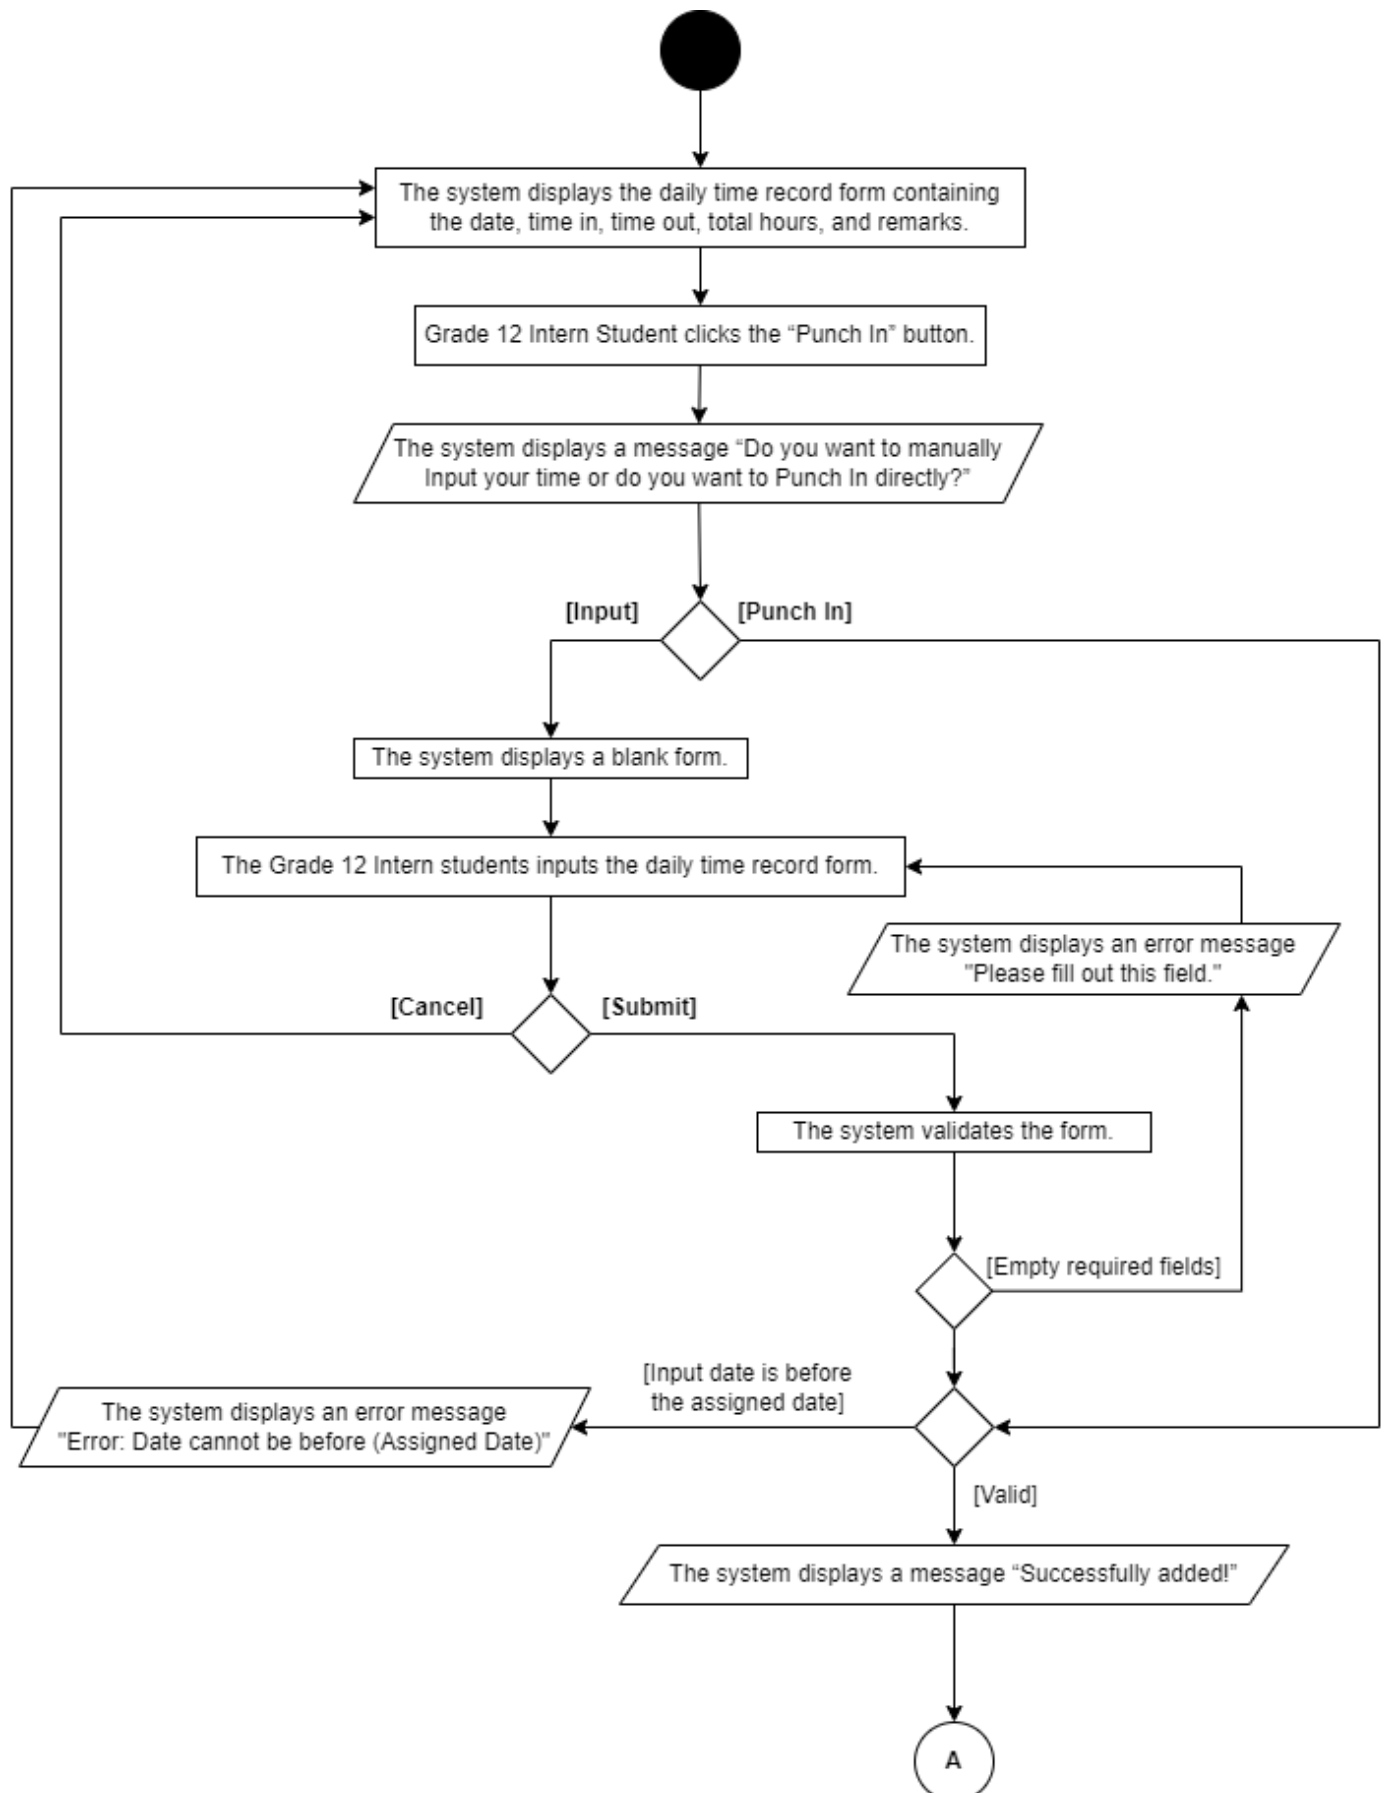 The system displays the daily time record form containing
the date, time in, time out, total hours, and remarks.
Grade 12 Intern Student clicks the “Punch In” button.
The system displays a message “Do you want to manually
Input your time or do you want to Punch In directly?”
[Input]
[Punch In]
The system displays a blank form.
The Grade 12 Intern students inputs the daily time record form.
The system displays an error message
"Please fill out this field."
[Cancel]
[Submit]
The system validates the form.
[Empty required fields]
[Input date is before
the assigned date]
The system displays an error message
"Error: Date cannot be before (Assigned Date)"
[Valid]
The system displays a message “Successfully added!”
A